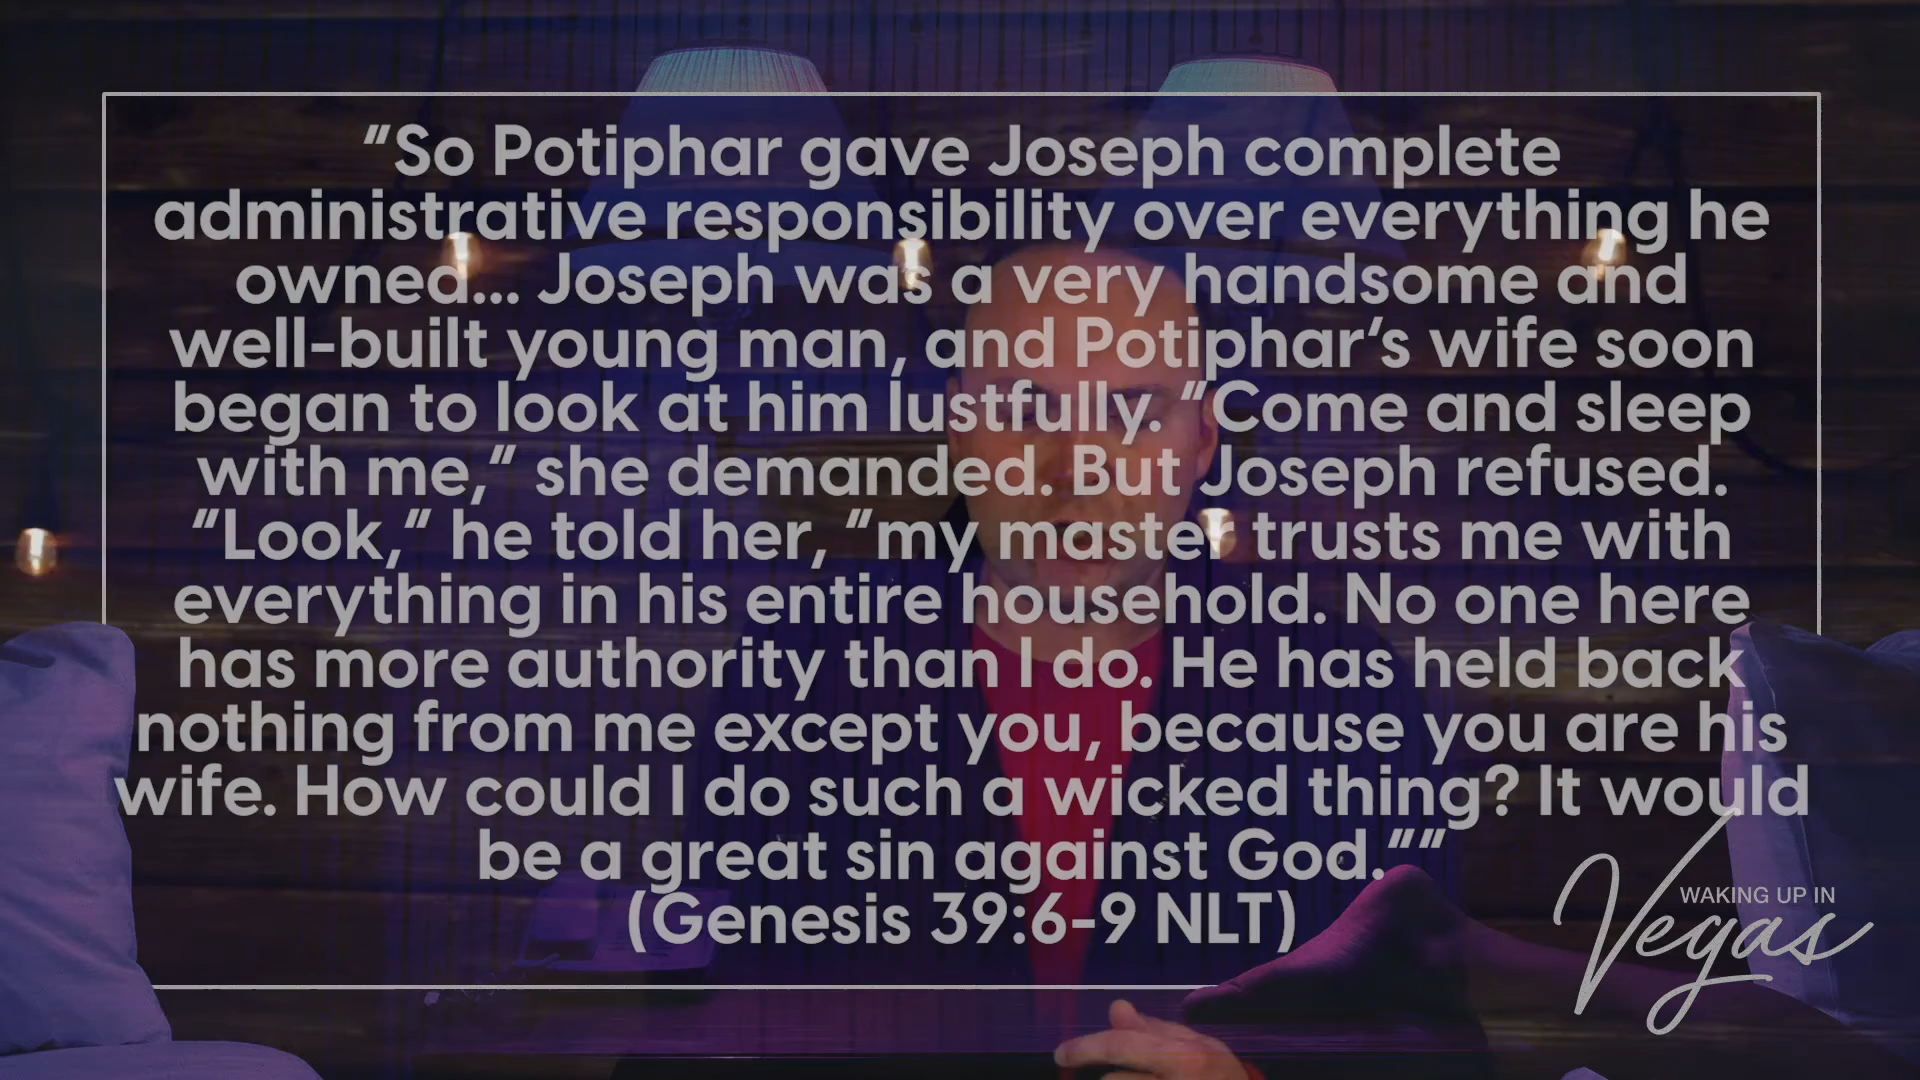 “So Potiphar gave Joseph complete
administrative responsibility over everything he
owned... Joseph was a very handsome and
well-built young man, and Potiphar’s wife soon
began to look at him lustfully. “Come and sleep
with me,” she demanded. But Joseph refused.
“Look,“ he told her, “my master trusts me with
everything in his entire household. No one here
has more authority than I do. He has held back
nothing from me except you, because you are his
wife. How could I do such a wicked thing? It would
be a great sin against God.“”
(Genesis 39:6-9 NLT)
WAKING UP IN
Vegas